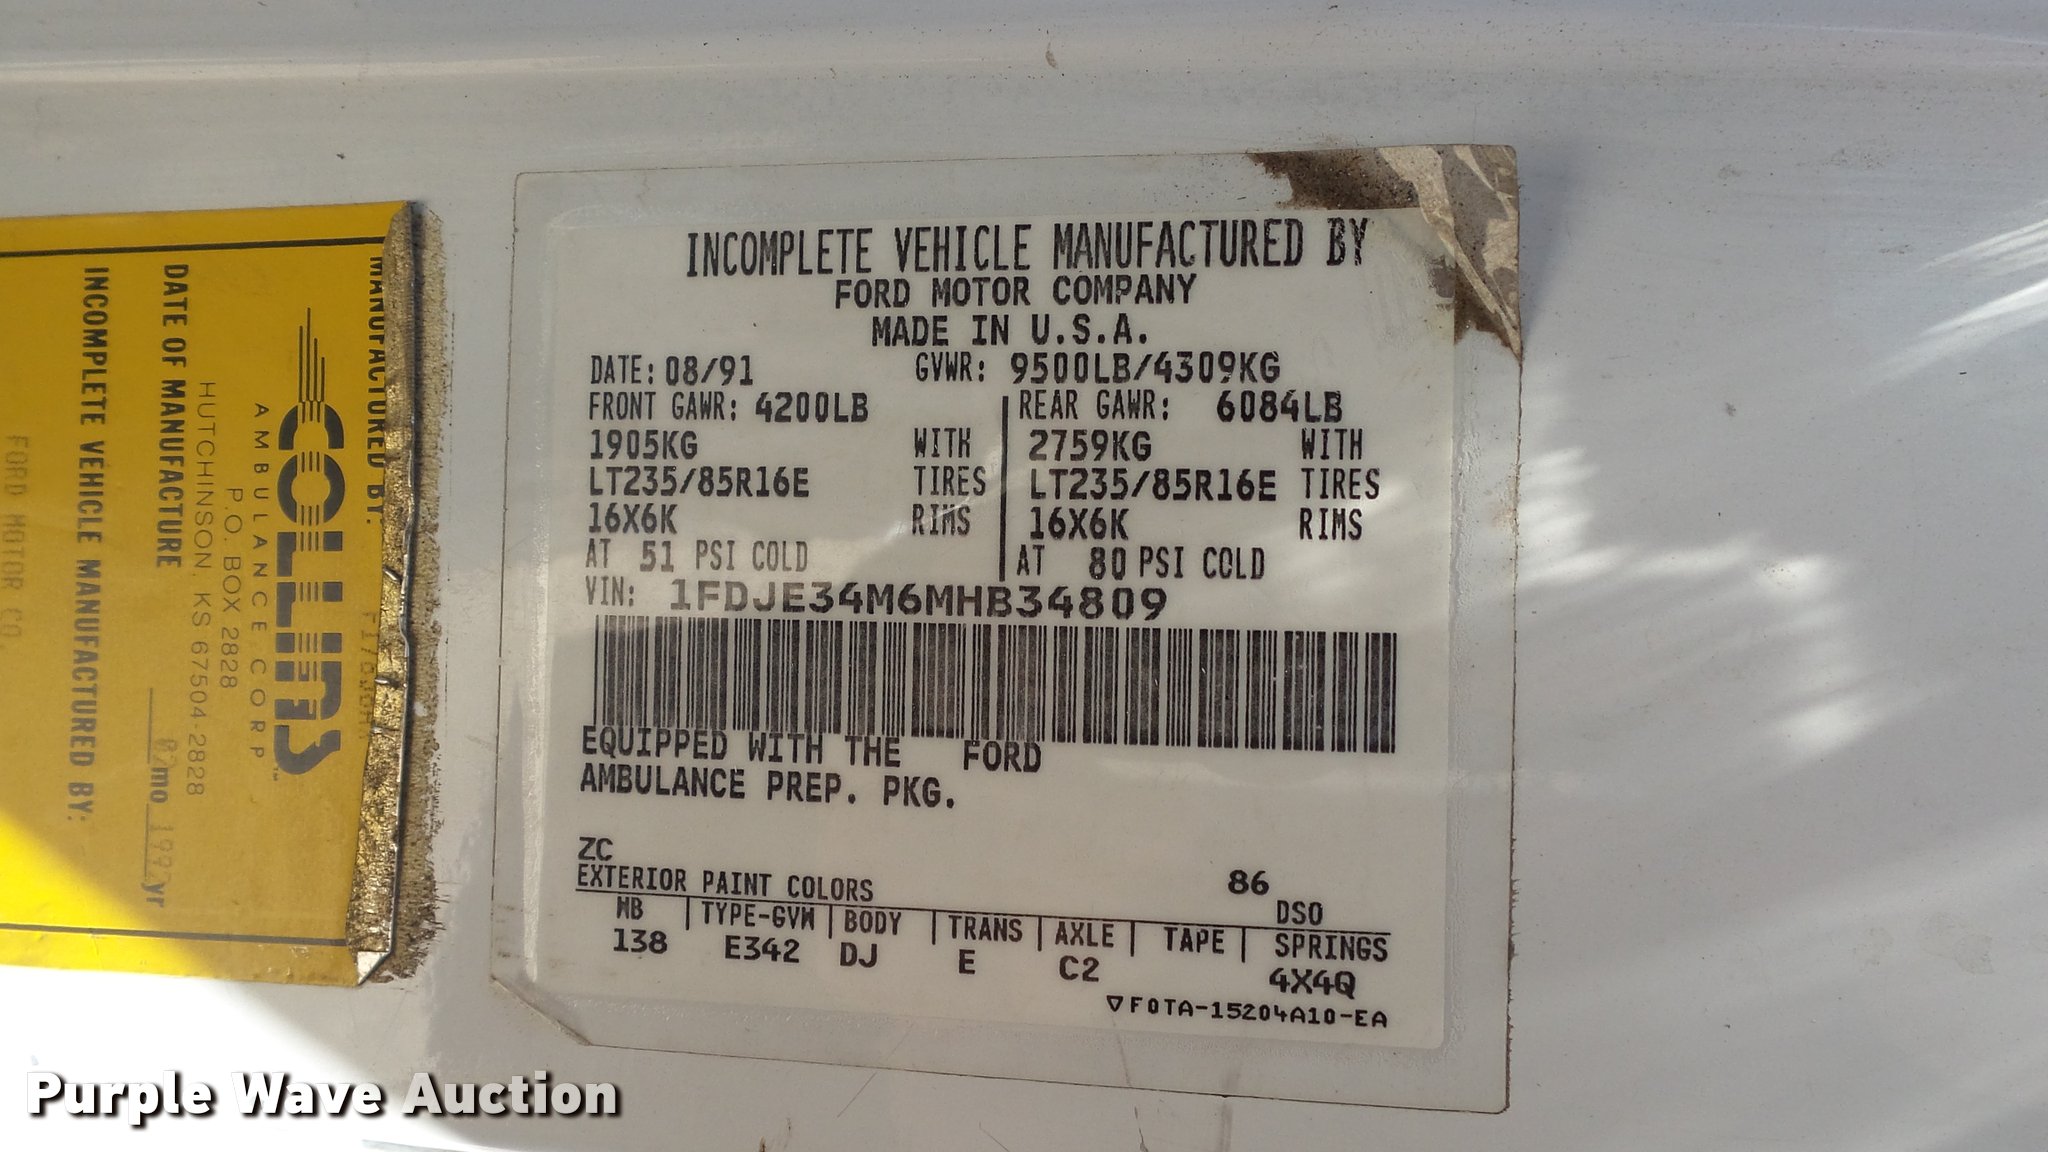 INCOMPLETE VEHICLE MANUFACTURED BY
FORD MOTOR COMPANY
MADE IN U.S.A.
DATE: 08/91 GVWR: 9500LB/4309KG
FRONT GAWR: 4200LB REAR GAWR: 6084LB
1905KG WITH 2759KG WITH
LT235/85R16E TIRES LT235/85R16E TIRES
16X6K RIMS 16X6K RIMS
AT 51 PSI COLD AT 80 PSI COLD
VIN: 1FDJE34M6MHB34809
EQUIPPED WITH THE FORD
AMBULANCE PREP. PKG.
ZC
EXTERIOR PAINT COLORS 86 DSO
WB TYPE-GVW BODY TRANS AXLE TAPE SPRINGS
138 E342 DJ E C2 4X4Q
F0TA-15204A10-EA
MANUFACTURED BY:
COLLINS
AMBULANCE CORP
P.O. BOX 2828
HUTCHINSON, KS 67504-2828
DATE OF MANUFACTURE mo yr
INCOMPLETE VEHICLE MANUFACTURED BY:
FORD MOTOR CO.
Purple Wave Auction